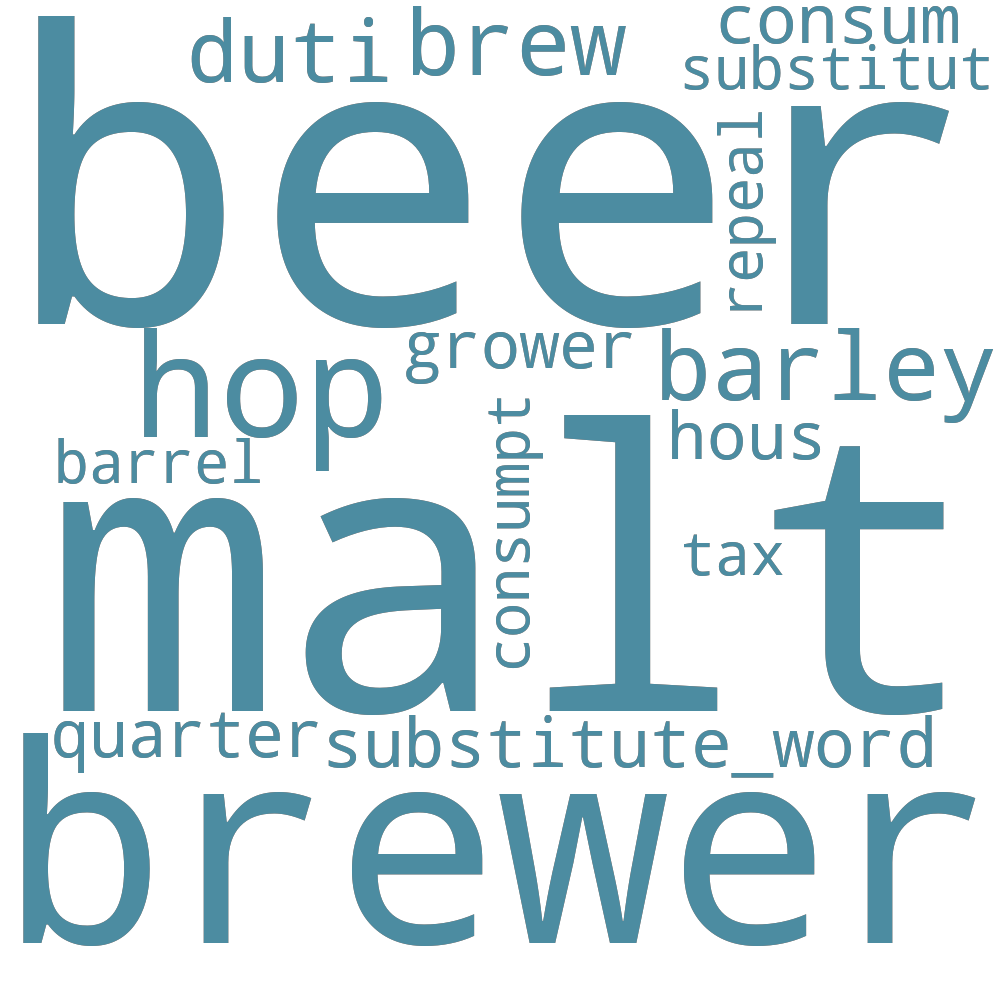 duti
brew
consum
substitut
beer
repeal
hop
grower
barley
barrel
consumpt
hous
malt
tax
quarter
substitute_word
brewer